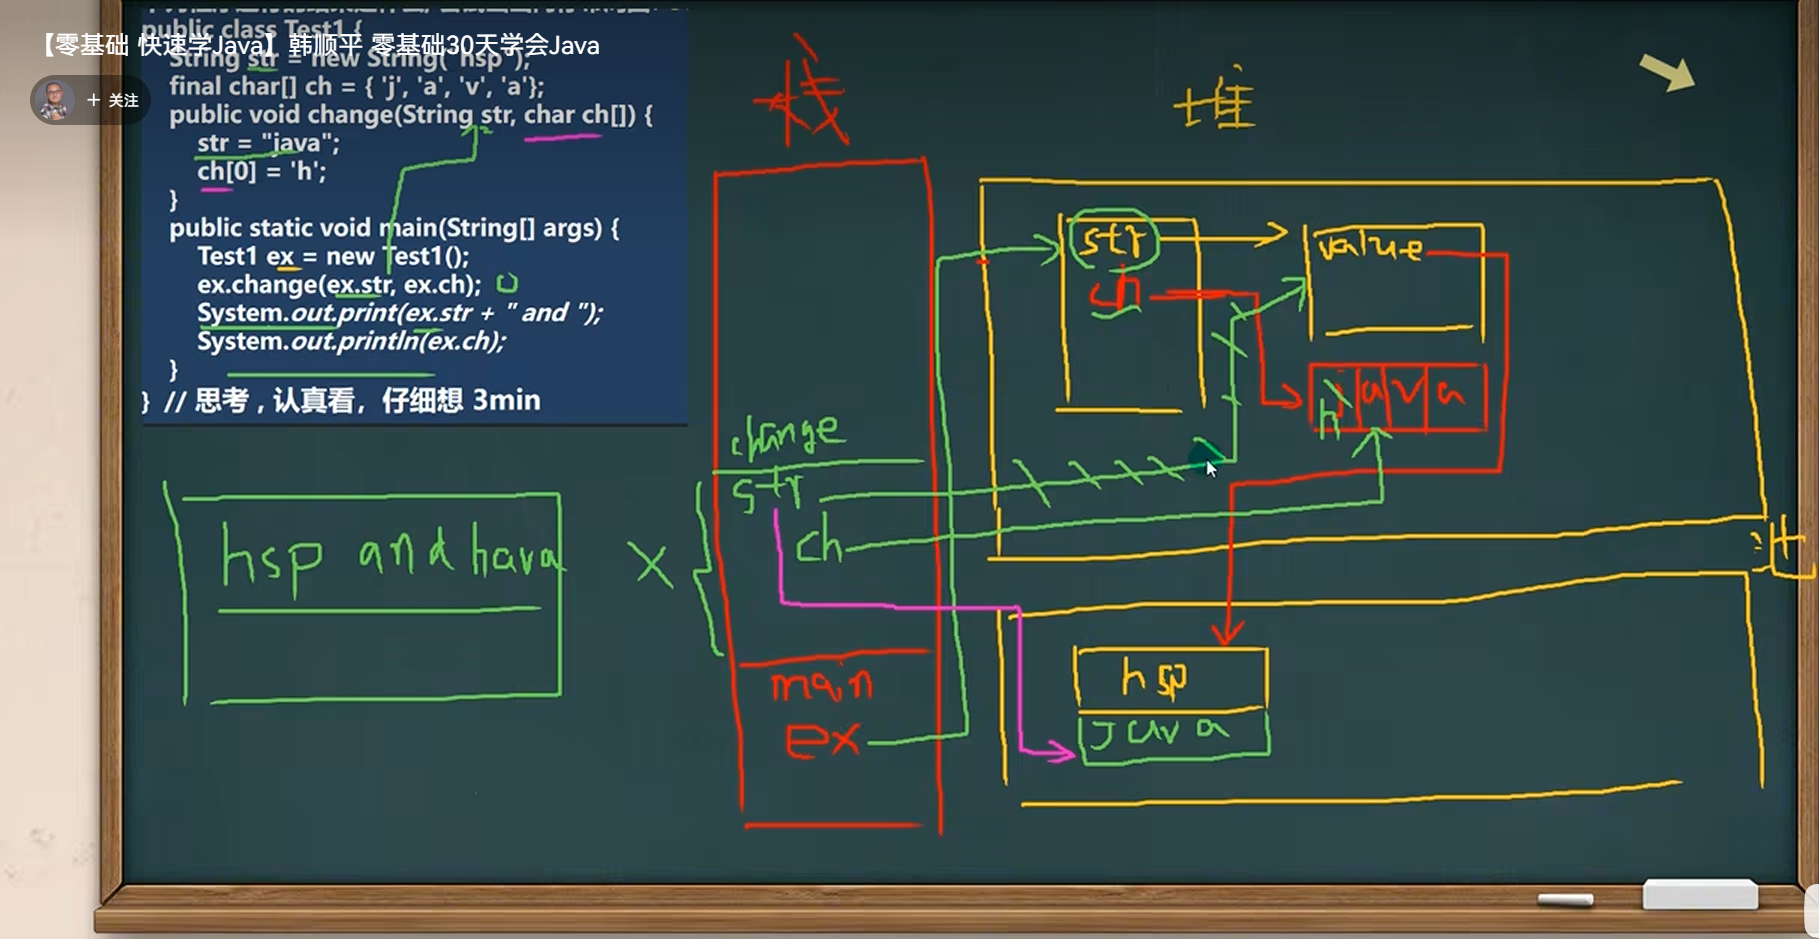 【零基础 快速学Java】韩顺平 零基础30天学会Java
+ 关注
public class Test1 {
String str = new String("hsp");
final char[] ch = { 'j', 'a', 'v', 'a'};
public void change(String str, char ch[]) {
str = "java";
ch[0] = 'h';
}
public static void main(String[] args) {
Test1 ex = new Test1();
ex.change(ex.str, ex.ch);
System.out.print(ex.str + " and ");
System.out.println(ex.ch);
}
} // 思考 , 认真看，仔细想 3min
栈
堆
str
ch
value
j a v a
h
change
str
ch
main
ex
hsp
java
hsp and hava